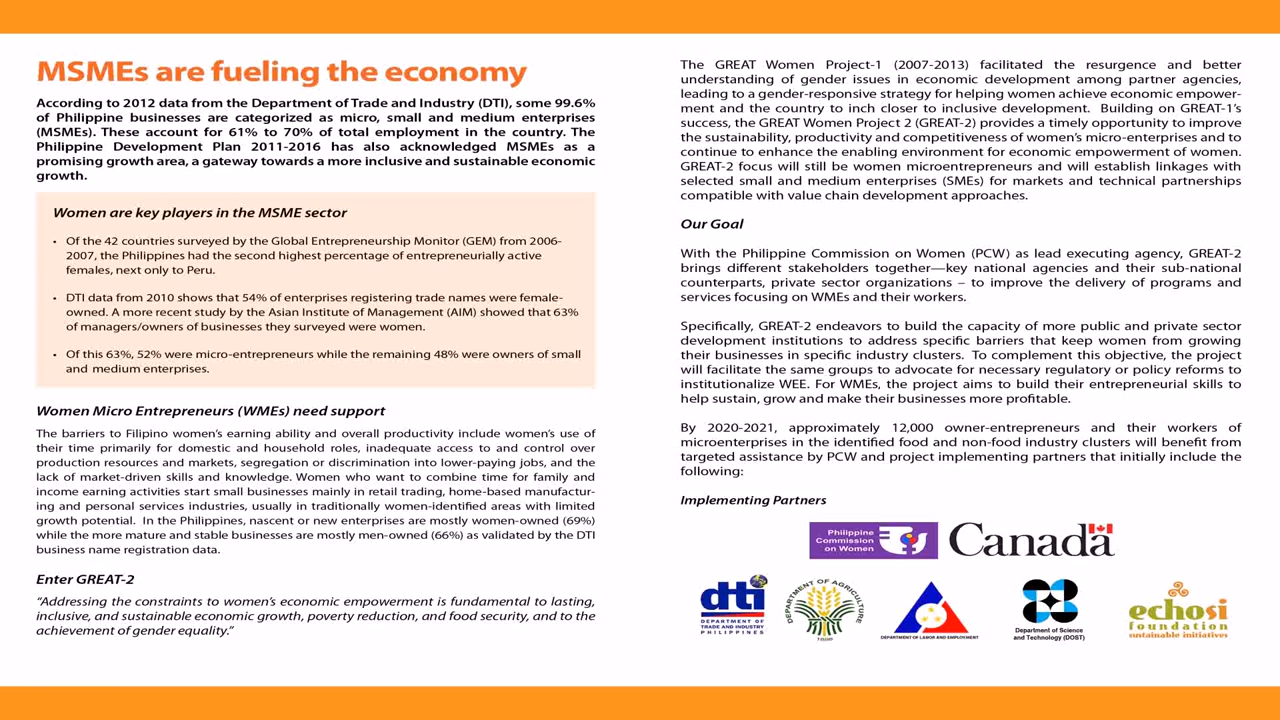 MSMEs are fueling the economy
According to 2012 data from the Department of Trade and Industry (DTI), some 99.6%
of Philippine businesses are categorized as micro, small and medium enterprises
(MSMEs). These account for 61% to 70% of total employment in the country. The
Philippine Development Plan 2011-2016 has also acknowledged MSMEs as a
promising growth area, a gateway towards a more inclusive and sustainable economic
growth.
Women are key players in the MSME sector
• Of the 42 countries surveyed by the Global Entrepreneurship Monitor (GEM) from 2006-
2007, the Philippines had the second highest percentage of entrepreneurially active
females, next only to Peru.
• DTI data from 2010 shows that 54% of enterprises registering trade names were female-
owned. A more recent study by the Asian Institute of Management (AIM) showed that 63%
of managers/owners of businesses they surveyed were women.
• Of this 63%, 52% were micro-entrepreneurs while the remaining 48% were owners of small
and medium enterprises.
Women Micro Entrepreneurs (WMEs) need support
The barriers to Filipino women's earning ability and overall productivity include women's use of
their time primarily for domestic and household roles, inadequate access to and control over
production resources and markets, segregation or discrimination into lower-paying jobs, and the
lack of market-driven skills and knowledge. Women who want to combine time for family and
income earning activities start small businesses mainly in retail trading, home-based manufactur-
ing and personal services industries, usually in traditionally women-identified areas with limited
growth potential. In the Philippines, nascent or new enterprises are mostly women-owned (69%)
while the more mature and stable businesses are mostly men-owned (66%) as validated by the DTI
business name registration data.
Enter GREAT-2
"Addressing the constraints to women's economic empowerment is fundamental to lasting,
inclusive, and sustainable economic growth, poverty reduction, and food security, and to the
achievement of gender equality."
The GREAT Women Project-1 (2007-2013) facilitated the resurgence and better
understanding of gender issues in economic development among partner agencies,
leading to a gender-responsive strategy for helping women achieve economic empower-
ment and the country to inch closer to inclusive development. Building on GREAT-1's
success, the GREAT Women Project 2 (GREAT-2) provides a timely opportunity to improve
the sustainability, productivity and competitiveness of women's micro-enterprises and to
continue to enhance the enabling environment for economic empowerment of women.
GREAT-2 focus will still be women microentrepreneurs and will establish linkages with
selected small and medium enterprises (SMEs) for markets and technical partnerships
compatible with value chain development approaches.
Our Goal
With the Philippine Commission on Women (PCW) as lead executing agency, GREAT-2
brings different stakeholders together—key national agencies and their sub-national
counterparts, private sector organizations – to improve the delivery of programs and
services focusing on WMEs and their workers.
Specifically, GREAT-2 endeavors to build the capacity of more public and private sector
development institutions to address specific barriers that keep women from growing
their businesses in specific industry clusters. To complement this objective, the project
will facilitate the same groups to advocate for necessary regulatory or policy reforms to
institutionalize WEE. For WMEs, the project aims to build their entrepreneurial skills to
help sustain, grow and make their businesses more profitable.
By 2020-2021, approximately 12,000 owner-entrepreneurs and their workers of
microenterprises in the identified food and non-food industry clusters will benefit from
targeted assistance by PCW and project implementing partners that initially include the
following:
Implementing Partners
Philippine
Commission
on Women
Canada
dti
DEPARTMENT OF
TRADE AND INDUSTRY
PHILIPPINES
DEPARTMENT OF AGRICULTURE
DEPARTMENT OF LABOR AND EMPLOYMENT
Department of Science
and Technology (DOST)
echosi
foundation
sustainable initiatives